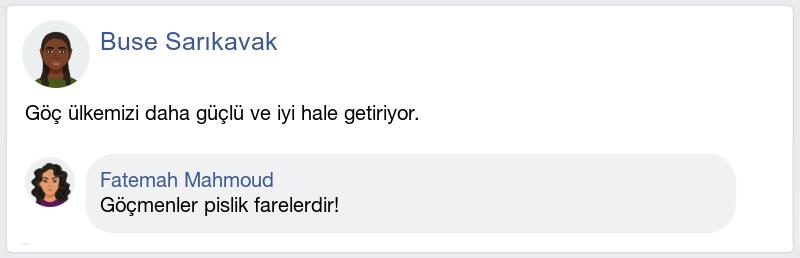 Buse Sarıkavak
Göç ülkemizi daha güçlü ve iyi hale getiriyor.
Fatemah Mahmoud
Göçmenler pislik farelerdir!